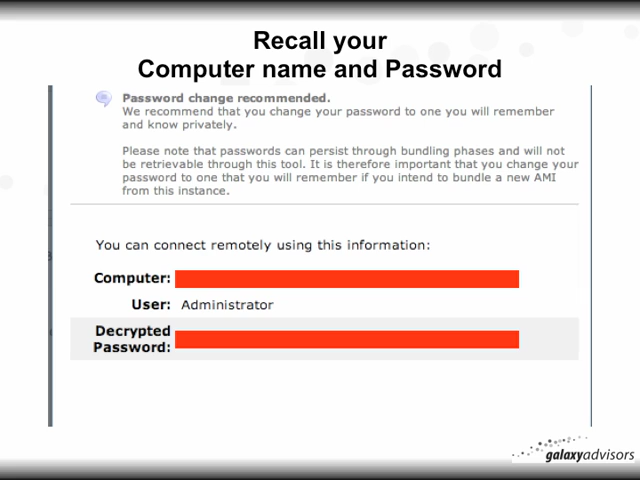 Recall your
Computer name and Password
Password change recommended.
We recommend that you change your password to one you will remember
and know privately.
Please note that passwords can persist through bundling phases and will not
be retrievable through this tool. It is therefore important that you change your
password to one that you will remember if you intend to bundle a new AMI
from this instance.
You can connect remotely using this information:
Computer:
User: Administrator
Decrypted
Password:
galaxyadvisors